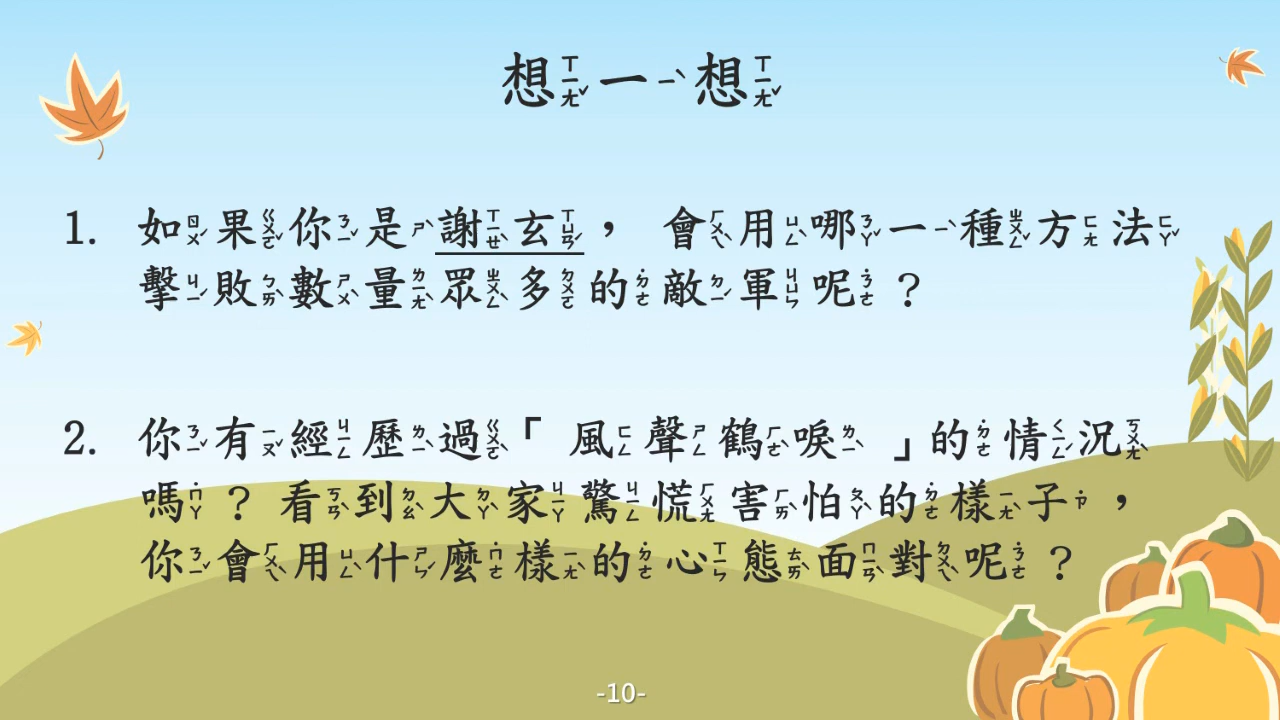 想一想
1. 如果你是謝玄，會用哪一種方法
擊敗數量眾多的敵軍呢？
2. 你有經歷過「風聲鶴唳」的情況
嗎？看到大家驚慌害怕的樣子，
你會用什麼樣的心態面對呢？
-10-